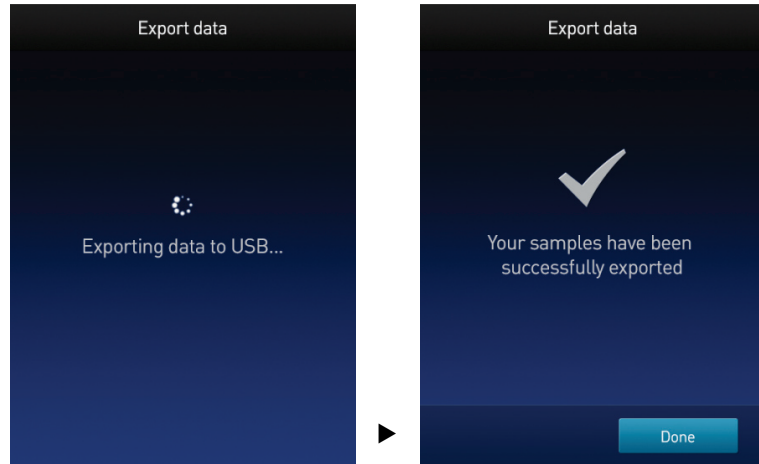 Export data
Exporting data to USB...
Export data
Your samples have been
successfully exported
Done